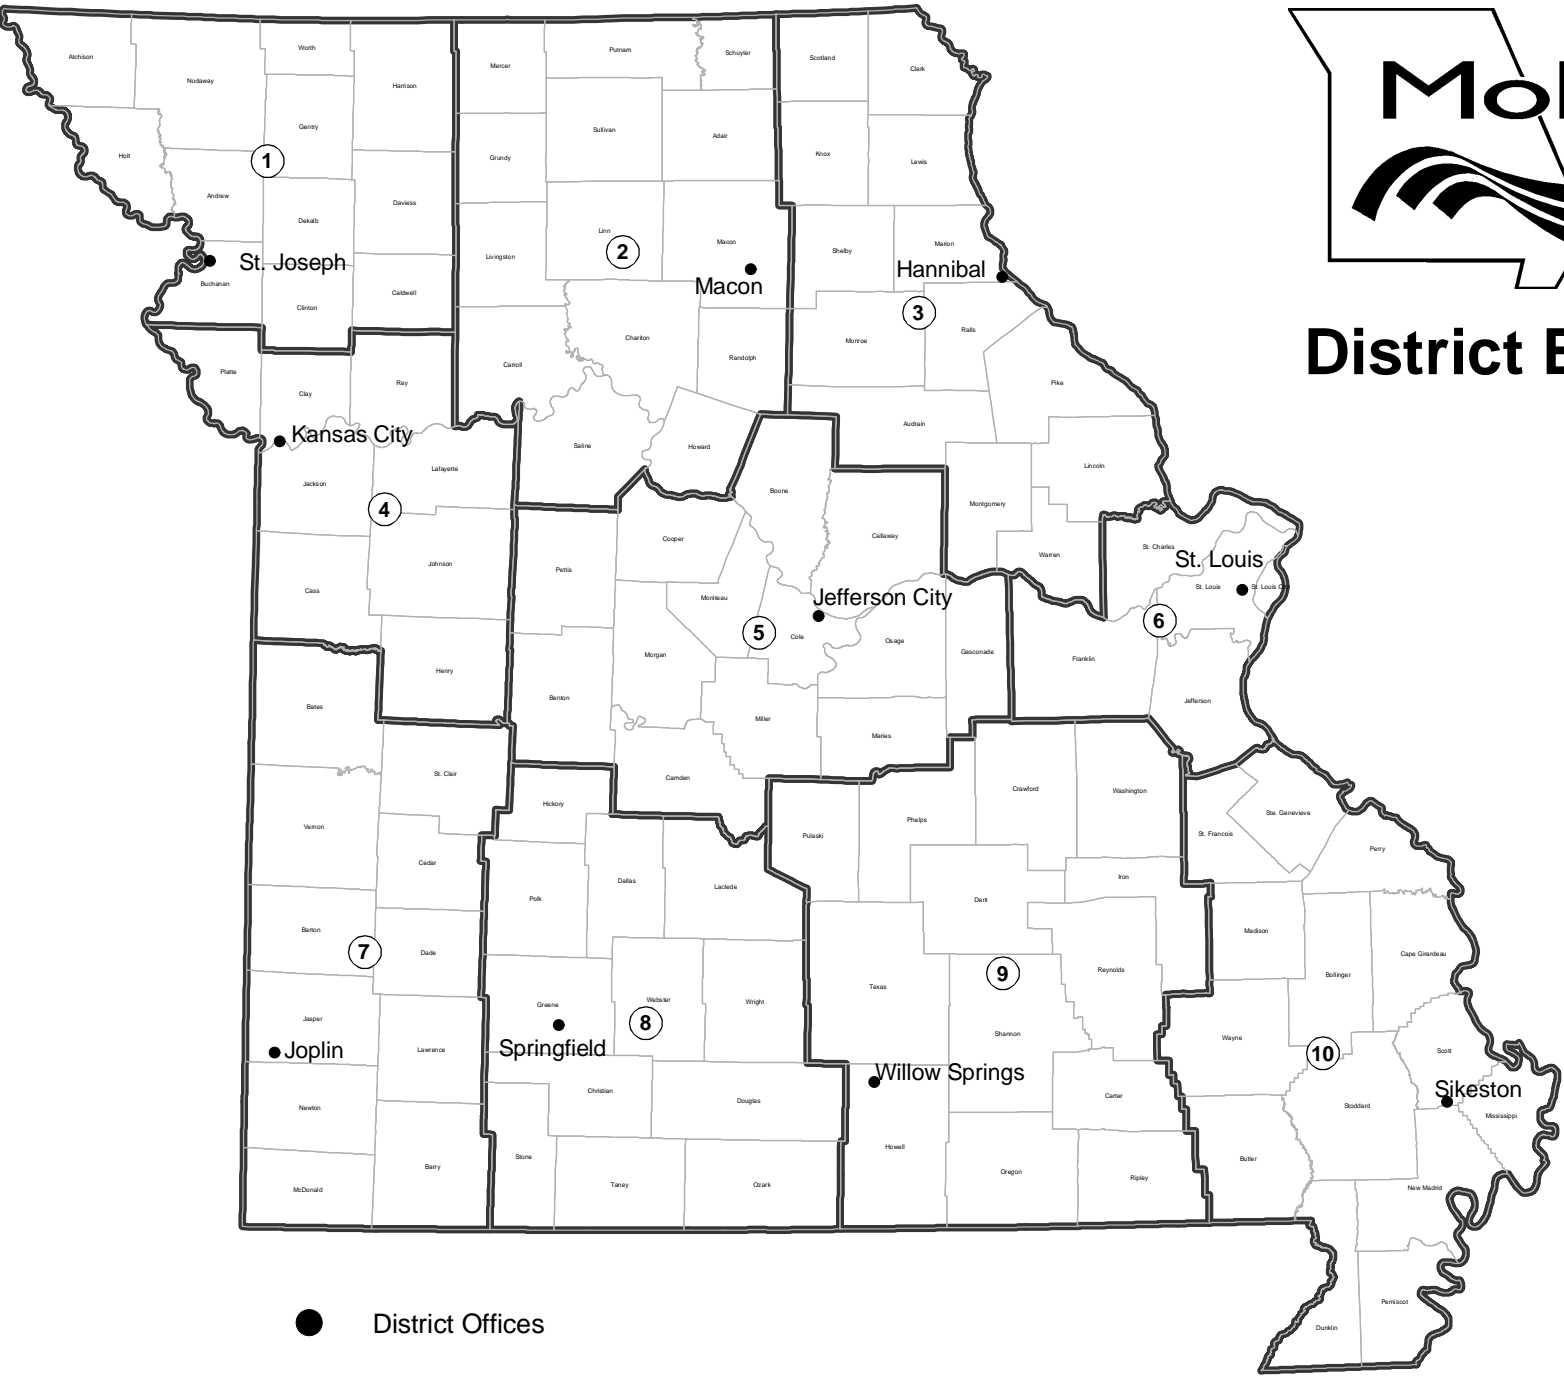 Atchison
Nodaway
Worth
Harrison
Mercer
Putnam
Schuyler
Scotland
Clark
Gentry
Holt
1
Andrew
Dekalb
Daviess
Grundy
Sullivan
Adair
Knox
Lewis
St. Joseph
Buchanan
Clinton
Caldwell
Livingston
Linn
2
Macon
Macon
Shelby
Marion
Hannibal
3
Monroe
Ralls
Pike
Platte
Clay
Ray
Carroll
Chariton
Randolph
Kansas City
Saline
Howard
Audrain
Lincoln
Jackson
Lafayette
4
Boone
Montgomery
Cooper
Callaway
Warren
St. Charles
St. Louis
Cass
Johnson
Pettis
Moniteau
Jefferson City
5
Cole
Osage
Gasconade
St. Louis
6
Franklin
Jefferson
Henry
Morgan
Benton
Miller
Maries
Camden
Bates
St. Clair
Hickory
Vernon
Cedar
Polk
Dallas
Laclede
Pulaski
Phelps
Crawford
Washington
St. Francois
Ste. Genevieve
Perry
Iron
Dent
Barton
7
Dade
Greene
Webster
8
Wright
Texas
9
Reynolds
Madison
Bollinger
Cape Girardeau
Jasper
Joplin
Lawrence
Springfield
Shannon
Wayne
10
Scott
Sikeston
Mississippi
Stoddard
Newton
Christian
Douglas
Willow Springs
Carter
McDonald
Barry
Stone
Taney
Ozark
Howell
Oregon
Ripley
Butler
New Madrid
Pemiscot
Dunklin
District Offices
District